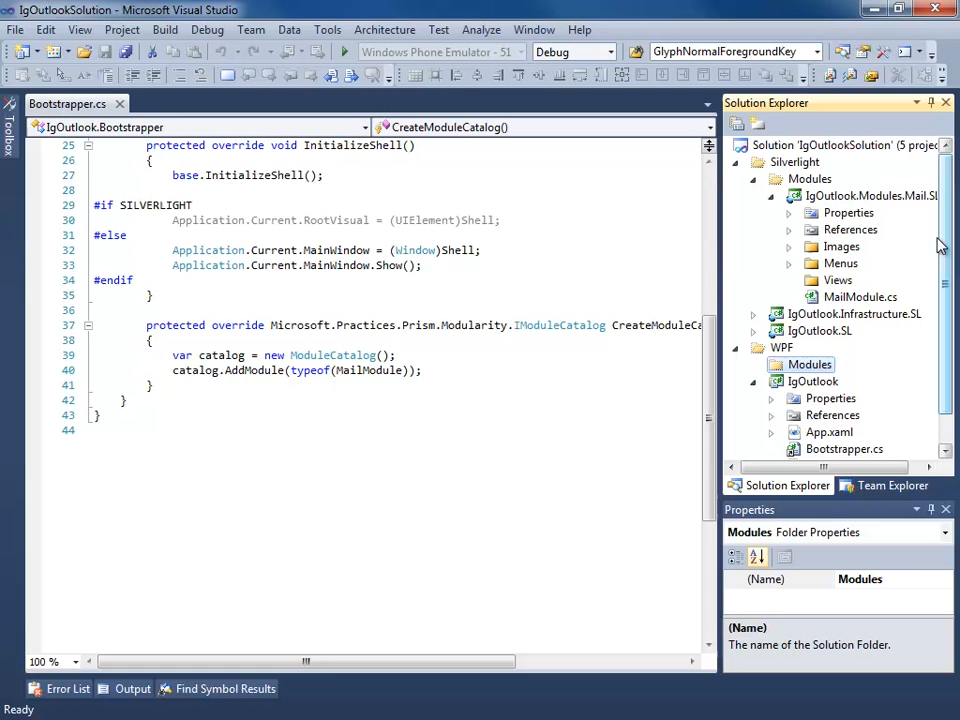 IgOutlookSolution - Microsoft Visual Studio
File Edit View Project Build Debug Team Data Tools Architecture Test Analyze Window Help
Windows Phone Emulator - 51 Debug GlyphNormalForegroundKey
Toolbox
Bootstrapper.cs
IgOutlook.Bootstrapper CreateModuleCatalog()
25 protected override void InitializeShell()
26 {
27 base.InitializeShell();
28
29 #if SILVERLIGHT
30 Application.Current.RootVisual = (UIElement)Shell;
31 #else
32 Application.Current.MainWindow = (Window)Shell;
33 Application.Current.MainWindow.Show();
34 #endif
35 }
36
37 protected override Microsoft.Practices.Prism.Modularity.IModuleCatalog CreateModuleCa
38 {
39 var catalog = new ModuleCatalog();
40 catalog.AddModule(typeof(MailModule));
41 }
42 }
43 }
44
100 %
Solution Explorer
Solution 'IgOutlookSolution' (5 projec
Silverlight
Modules
IgOutlook.Modules.Mail.SL
Properties
References
Images
Menus
Views
MailModule.cs
IgOutlook.Infrastructure.SL
IgOutlook.SL
WPF
Modules
IgOutlook
Properties
References
App.xaml
Bootstrapper.cs
Solution Explorer Team Explorer
Properties
Modules Folder Properties
(Name) Modules
(Name)
The name of the Solution Folder.
Error List Output Find Symbol Results
Ready